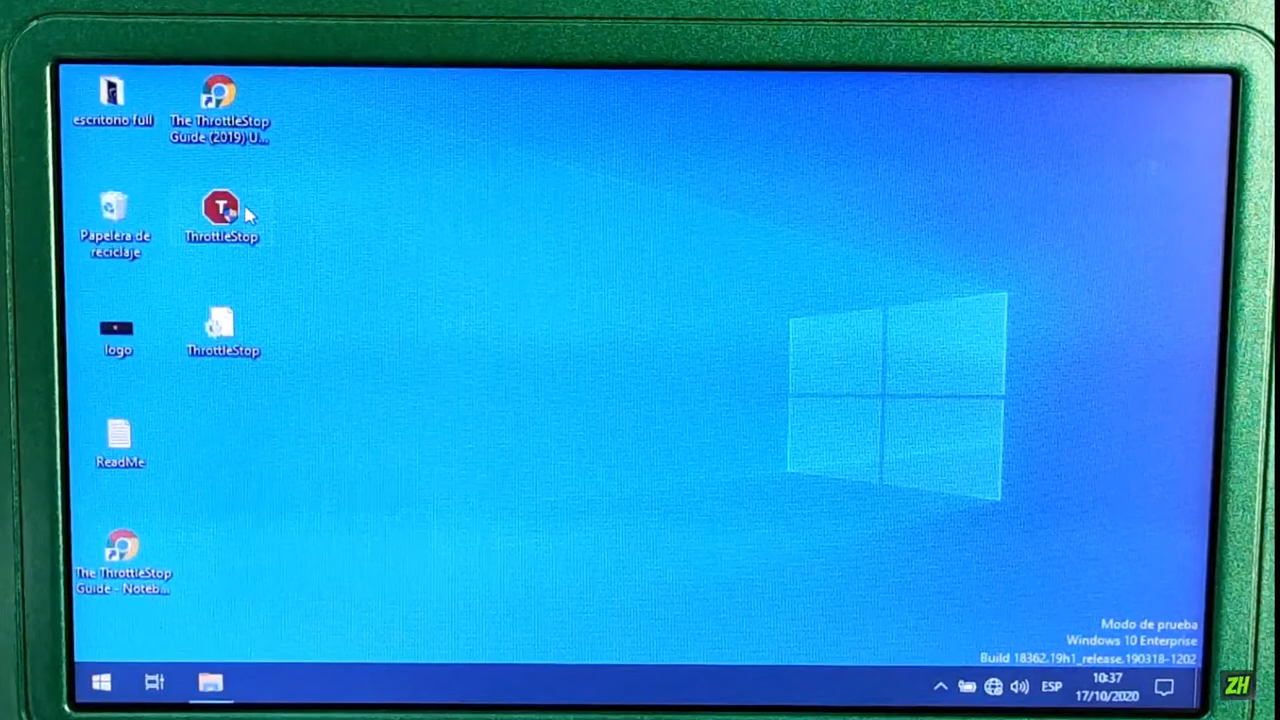 escritorio full
The ThrottleStop
Guide (2019) U...
Papelera de
reciclaje
T
ThrottleStop
logo
ThrottleStop
ReadMe
The ThrottleStop
Guide - Noteb...
Modo de prueba
Windows 10 Enterprise
Build 18362.19h1_release.190318-1202
ESP
10:37
17/10/2020
ZH